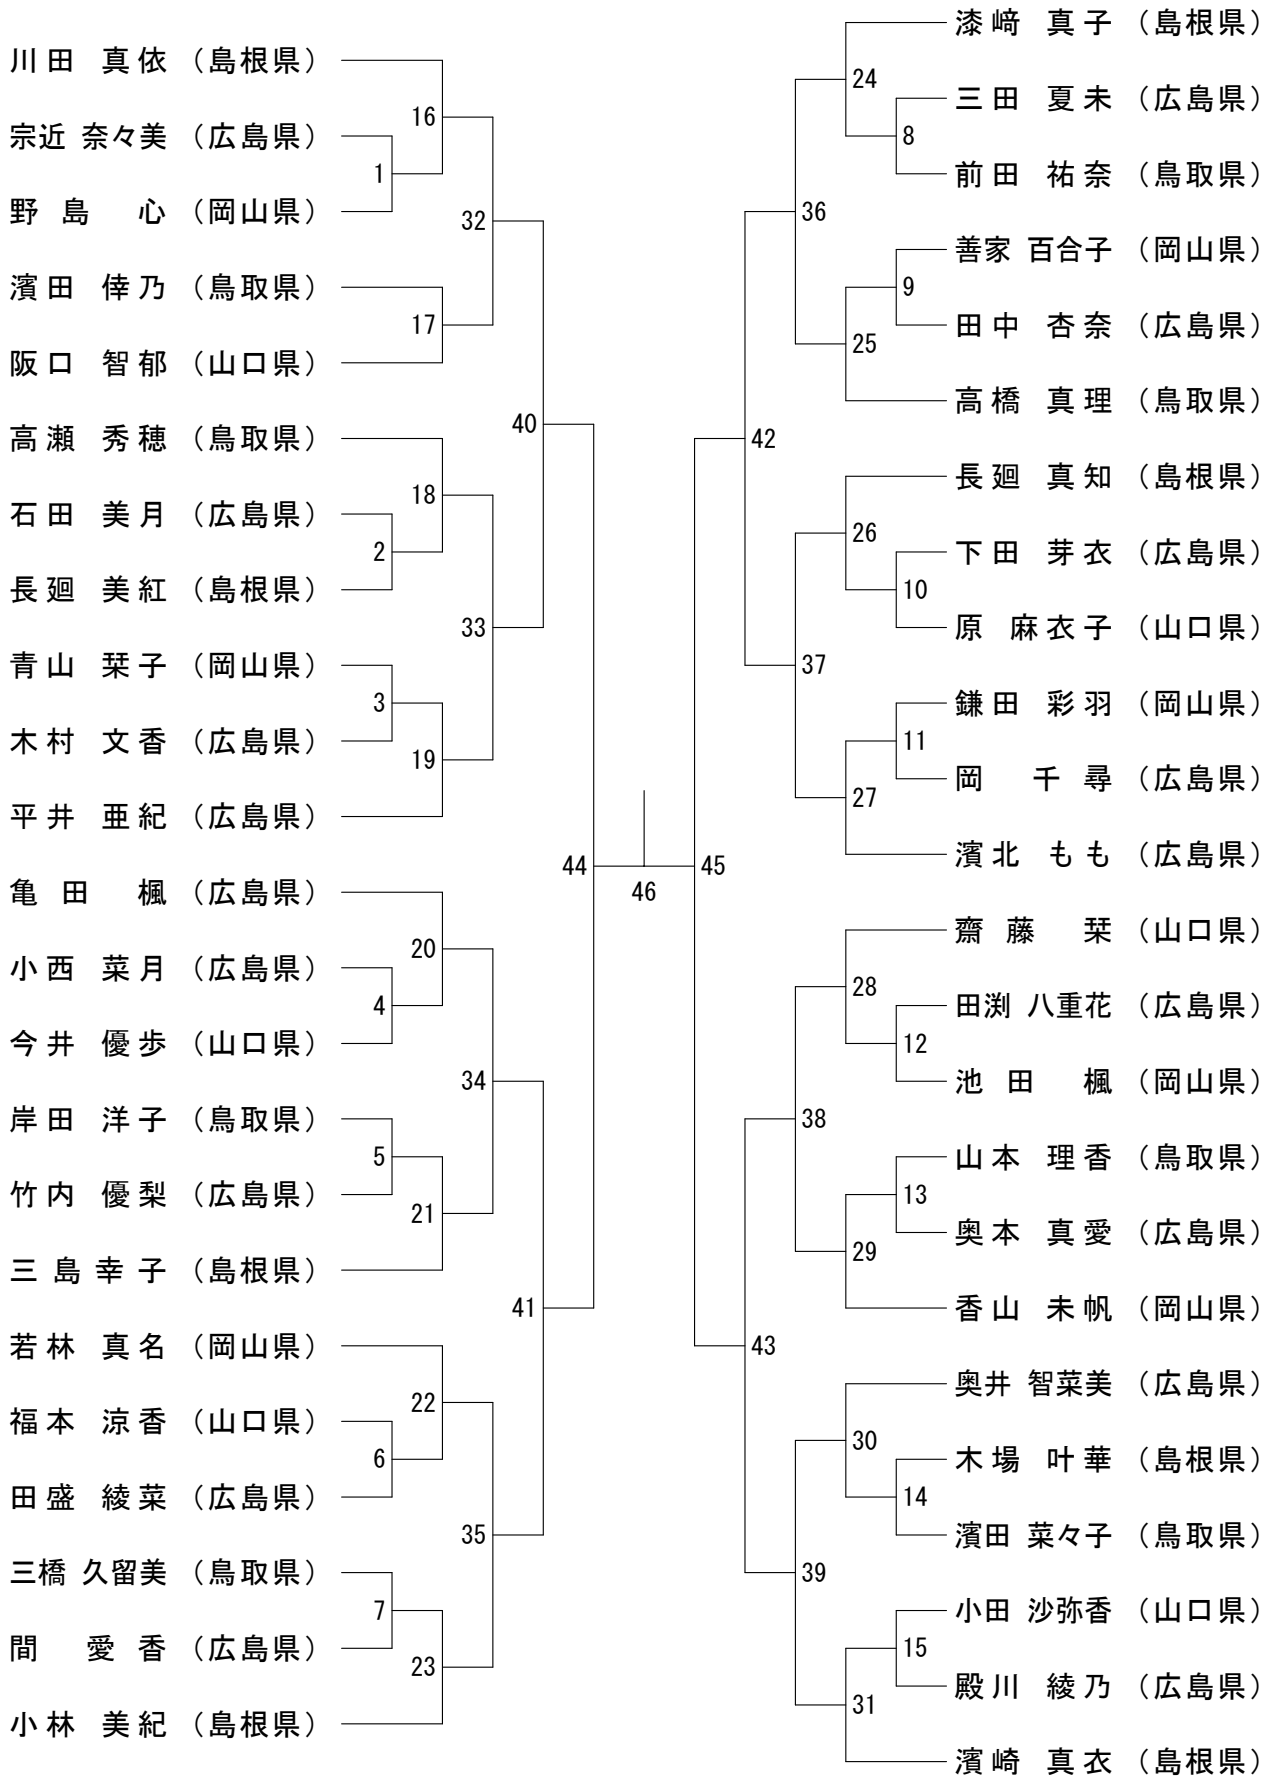 川田 真依 （島根県）
宗近 奈々美 （広島県）
野島 心 （岡山県）
濱田 倖乃 （鳥取県）
阪口 智郁 （山口県）
高瀬 秀穂 （鳥取県）
石田 美月 （広島県）
長廻 美紅 （島根県）
青山 栞子 （岡山県）
木村 文香 （広島県）
平井 亜紀 （広島県）
亀田 楓 （広島県）
小西 菜月 （広島県）
今井 優歩 （山口県）
岸田 洋子 （鳥取県）
竹内 優梨 （広島県）
三島 幸子 （島根県）
若林 真名 （岡山県）
福本 涼香 （山口県）
田盛 綾菜 （広島県）
三橋 久留美 （鳥取県）
間 愛香 （広島県）
小林 美紀 （島根県）
1
2
3
4
5
6
7
16
17
18
19
20
21
22
23
32
33
34
35
40
41
44
46
45
42
43
36
37
38
39
24
25
26
27
28
29
30
31
8
9
10
11
12
13
14
15
漆﨑 真子 （島根県）
三田 夏未 （広島県）
前田 祐奈 （鳥取県）
善家 百合子 （岡山県）
田中 杏奈 （広島県）
高橋 真理 （鳥取県）
長廻 真知 （島根県）
下田 芽衣 （広島県）
原 麻衣子 （山口県）
鎌田 彩羽 （岡山県）
岡 千尋 （広島県）
濱北 もも （広島県）
齋藤 栞 （山口県）
田渕 八重花 （広島県）
池田 楓 （岡山県）
山本 理香 （鳥取県）
奥本 真愛 （広島県）
香山 未帆 （岡山県）
奥井 智菜美 （広島県）
木場 叶華 （島根県）
濱田 菜々子 （鳥取県）
小田 沙弥香 （山口県）
殿川 綾乃 （広島県）
濱崎 真衣 （島根県）